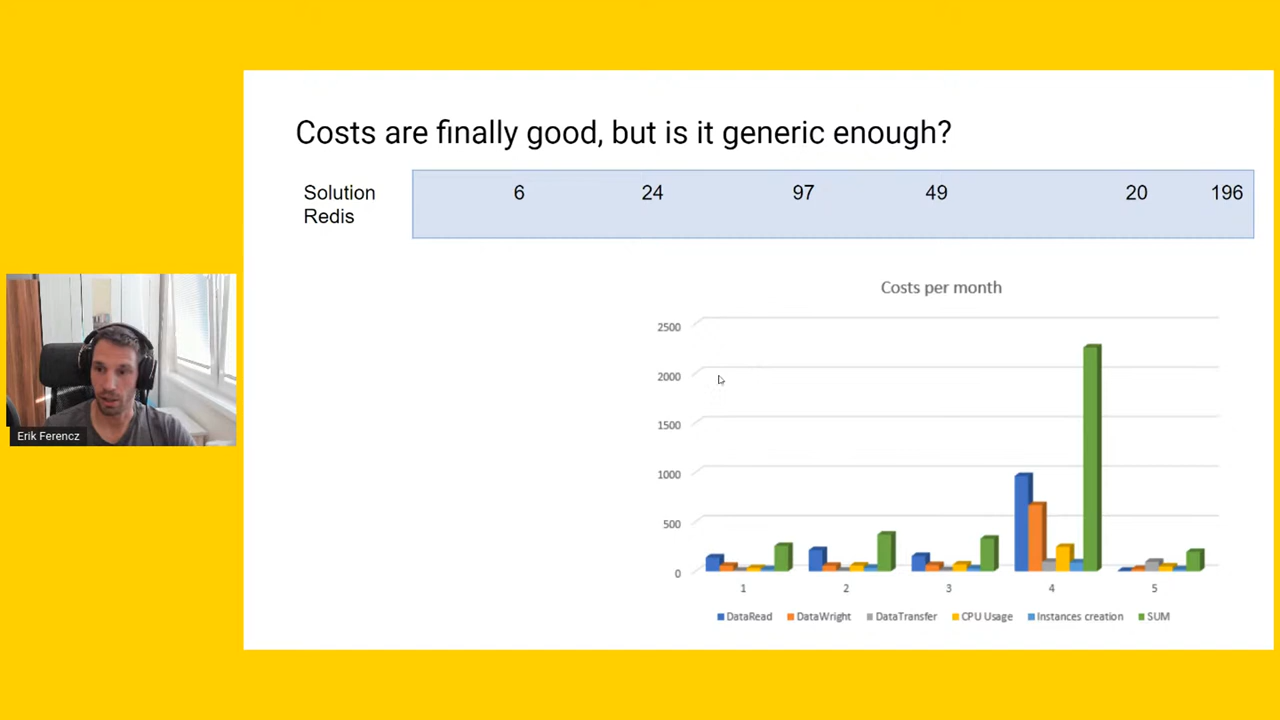 Costs are finally good, but is it generic enough?
Solution 6 24 97 49 20 196
Redis
Costs per month
2500
2000
1500
1000
500
0
1 2 3 4 5
DataRead DataWright DataTransfer CPU Usage Instances creation SUM
Erik Ferencz